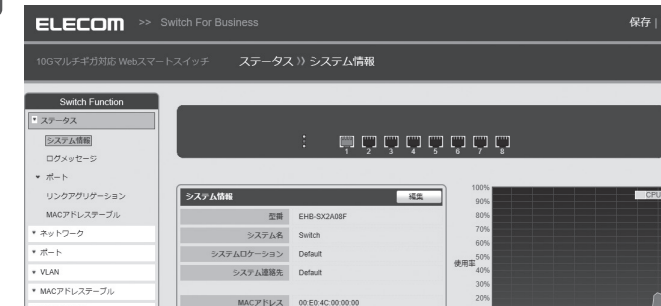 ELECOM >> Switch For Business 保存 |
10Gマルチギガ対応 Webスマートスイッチ ステータス 》 システム情報
Switch Function
ステータス
システム情報
ログメッセージ
ポート
リンクアグリゲーション
MACアドレステーブル
ネットワーク
ポート
VLAN
MACアドレステーブル
1 2 3 4 5 6 7 8
システム情報 編集
型番 EHB-SX2A08F
システム名 Switch
システムロケーション Default
システム連絡先 Default
MACアドレス 00:E0:4C:00:00:00
使用率
100%
90%
80%
70%
60%
50%
40%
30%
20%
CPU